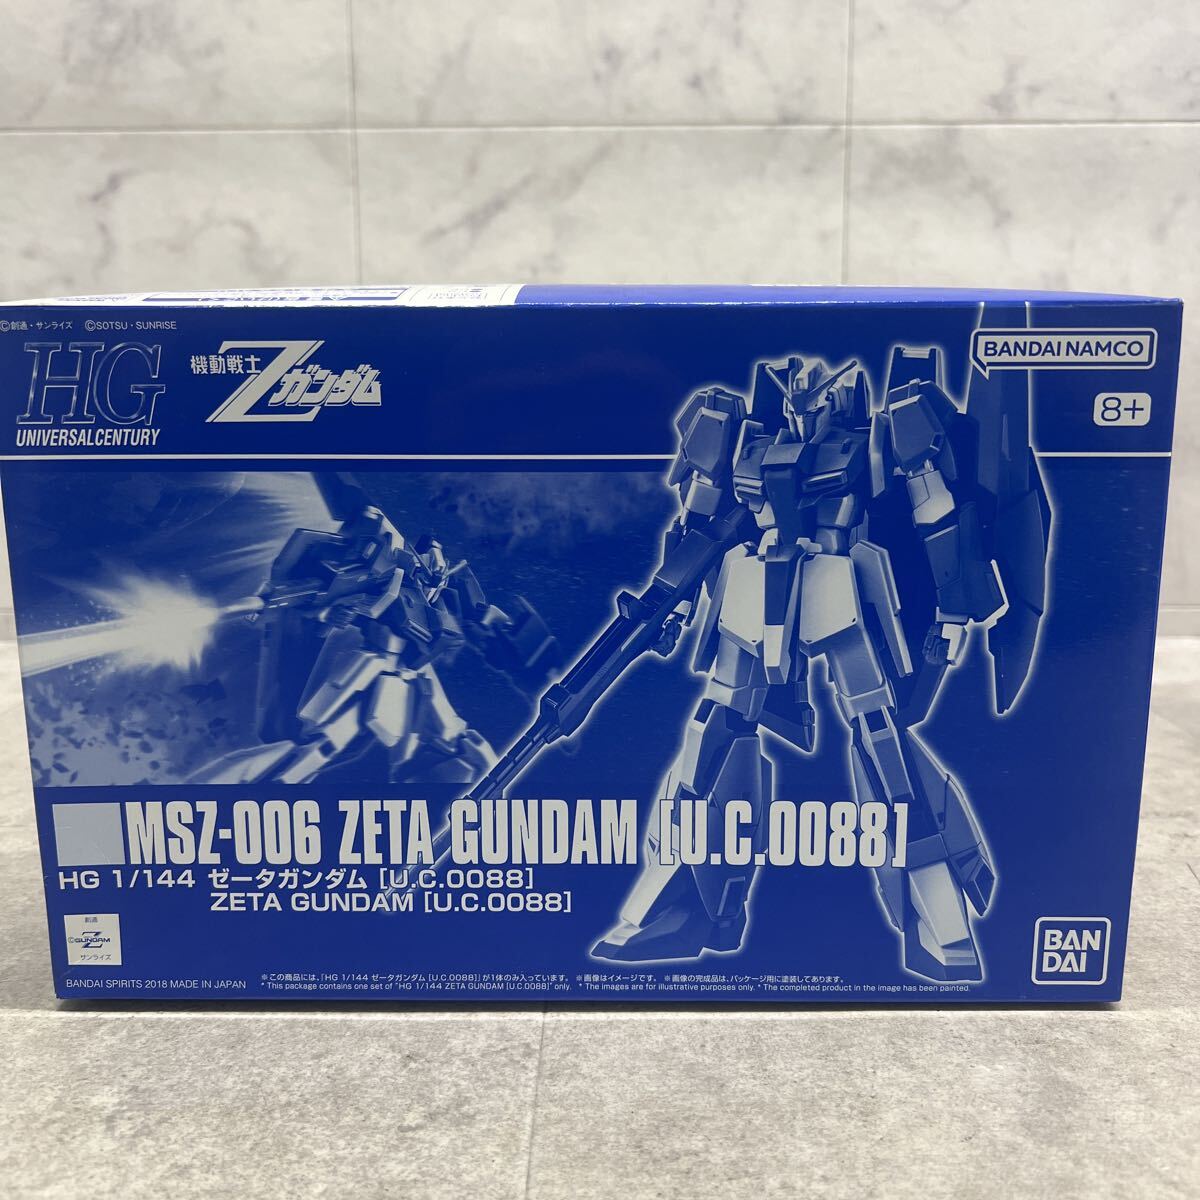 ©創通・サンライズ ©SOTSU・SUNRISE
HG
UNIVERSAL CENTURY
機動戦士
Zガンダム
BANDAI NAMCO
8+
MSZ-006 ZETA GUNDAM [U.C.0088]
HG 1/144 ゼータガンダム [U.C.0088]
ZETA GUNDAM [U.C.0088]
創通
©GUNDAM
Z
サンライズ
BAN
DAI
※この商品には、「HG 1/144 ゼータガンダム [U.C.0088]」が1体のみ入っています。 ※画像はイメージです。 ※画像の完成品は、パッケージ用に塗装してあります。
* This package contains one set of "HG 1/144 ZETA GUNDAM [U.C.0088]" only. * The images are for illustrative purposes only. * The completed product in the image has been painted.
BANDAI SPIRITS 2018 MADE IN JAPAN